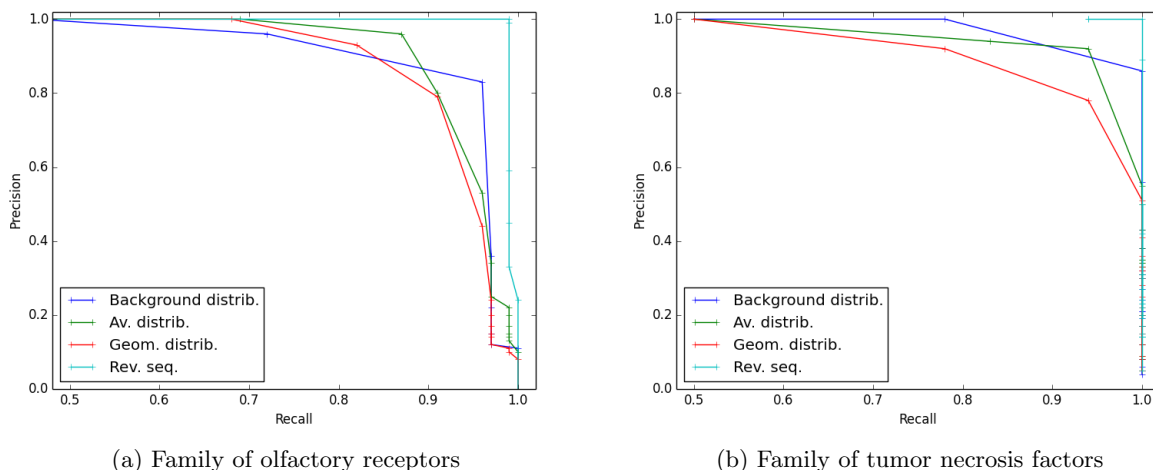 1.0
0.8
0.6
0.4
0.2
0.0
Precision
0.5 0.6 0.7 0.8 0.9 1.0
Recall
Background distrib.
Av. distrib.
Geom. distrib.
Rev. seq.
(a) Family of olfactory receptors
1.0
0.8
0.6
0.4
0.2
0.0
Precision
0.5 0.6 0.7 0.8 0.9 1.0
Recall
Background distrib.
Av. distrib.
Geom. distrib.
Rev. seq.
(b) Family of tumor necrosis factors